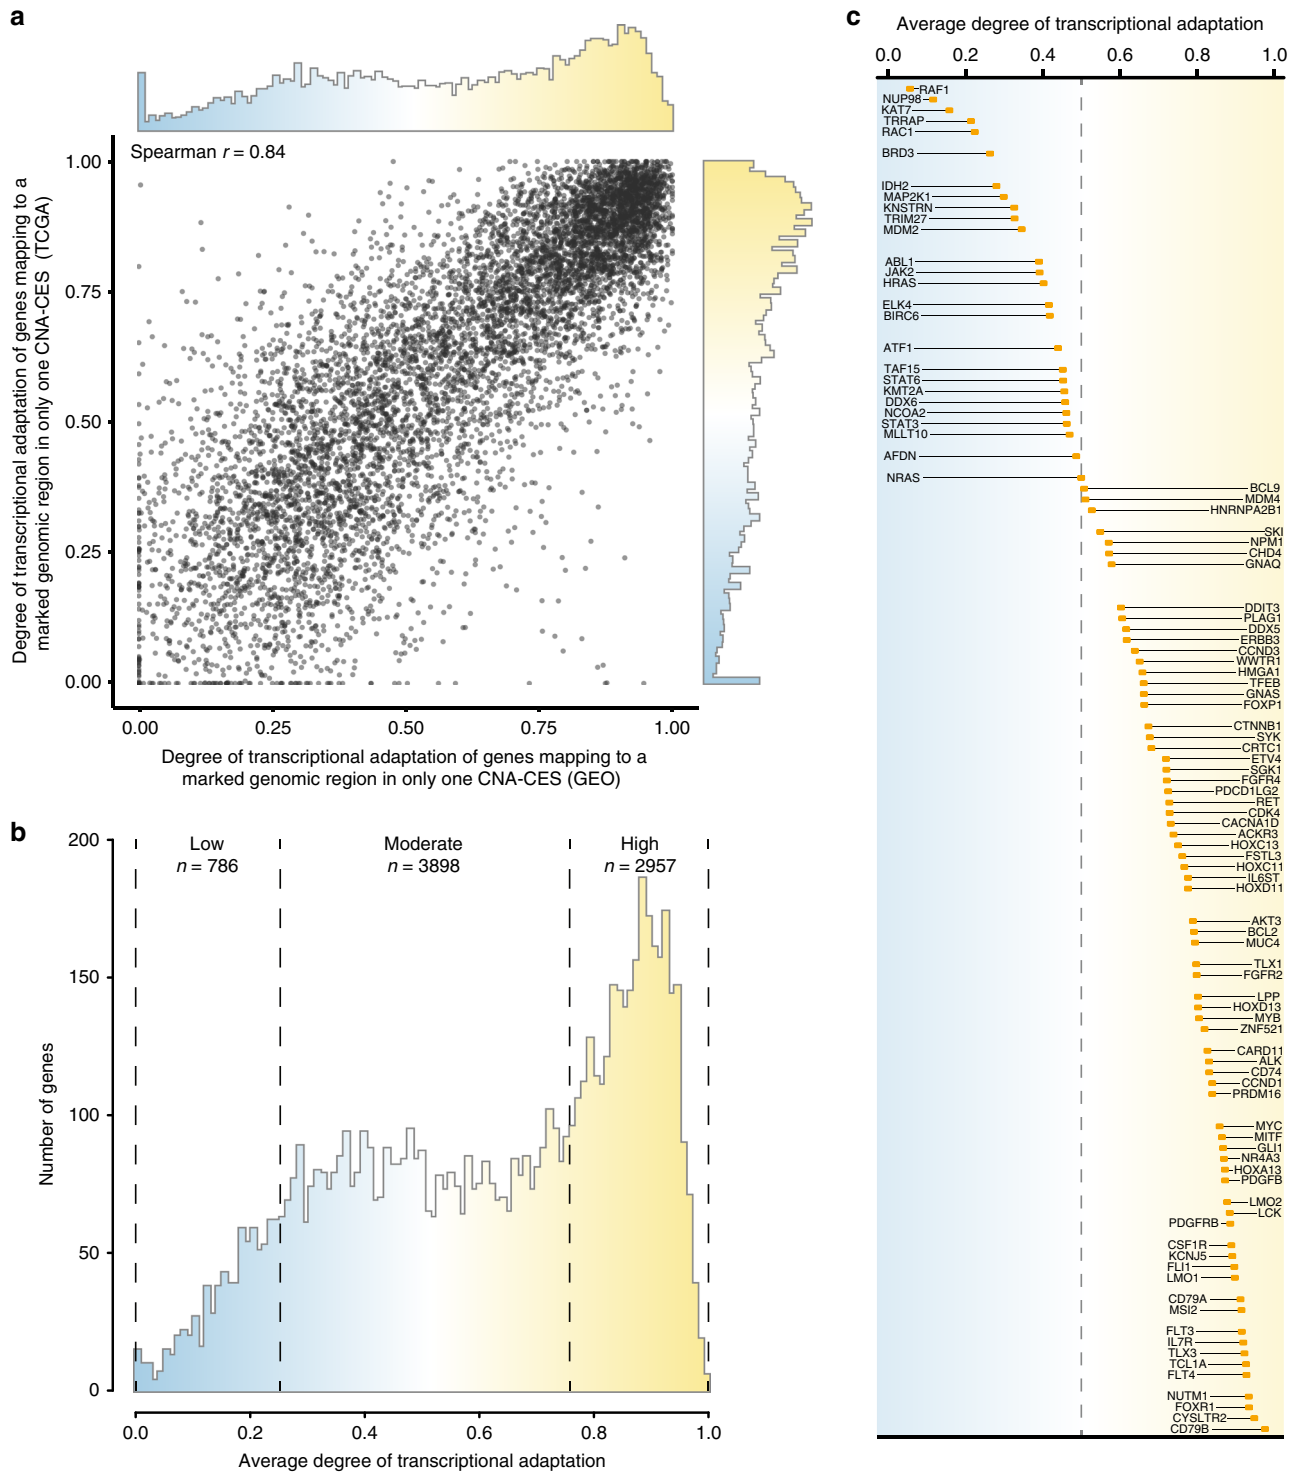 a
Spearman r = 0.84
1.00
0.75
0.50
0.25
0.00
Degree of transcriptional adaptation of genes mapping to a
marked genomic region in only one CNA-CES (TCGA)
0.00 0.25 0.50 0.75 1.00
Degree of transcriptional adaptation of genes mapping to a
marked genomic region in only one CNA-CES (GEO)
b
Low Moderate High
n = 786 n = 3898 n = 2957
200
150
100
50
0
Number of genes
0.0 0.2 0.4 0.6 0.8 1.0
Average degree of transcriptional adaptation
c
Average degree of transcriptional adaptation
0.0 0.2 0.4 0.6 0.8 1.0
RAF1
NUP98
KAT7
TRRAP
RAC1
BRD3
IDH2
MAP2K1
KNSTRN
TRIM27
MDM2
ABL1
JAK2
HRAS
ELK4
BIRC6
ATF1
TAF15
STAT6
KMT2A
DDX6
NCOA2
STAT3
MLLT10
AFDN
NRAS
BCL9
MDM4
HNRNPA2B1
SKI
NPM1
CHD4
GNAQ
DDIT3
PLAG1
DDX5
ERBB3
CCND3
WWTR1
HMGA1
TFEB
GNAS
FOXP1
CTNNB1
SYK
CRTC1
ETV4
SGK1
FGFR4
PDCD1LG2
RET
CDK4
CACNA1D
ACKR3
HOXC13
FSTL3
HOXC11
IL6ST
HOXD11
AKT3
BCL2
MUC4
TLX1
FGFR2
LPP
HOXD13
MYB
ZNF521
CARD11
ALK
CD74
CCND1
PRDM16
MYC
MITF
GLI1
NR4A3
HOXA13
PDGFB
LMO2
LCK
PDGFRB
CSF1R
KCNJ5
FLI1
LMO1
CD79A
MSI2
FLT3
IL7R
TLX3
TCL1A
FLT4
NUTM1
FOXR1
CYSLTR2
CD79B